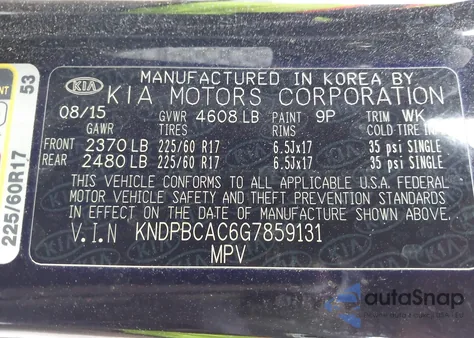 MANUFACTURED IN KOREA BY
KIA KIA MOTORS CORPORATION
08/15 GVWR 4608 LB PAINT 9P TRIM WK
GAWR TIRES RIMS COLD TIRE
FRONT 2370 LB 225/60 R17 6.5Jx17 35 psi SINGLE
REAR 2480 LB 225/60 R17 6.5Jx17 35 psi SINGLE
THIS VEHICLE CONFORMS TO ALL APPLICABLE U.S.A. FEDERAL
MOTOR VEHICLE SAFETY AND THEFT PREVENTION STANDARDS
IN EFFECT ON THE DATE OF MANUFACTURE SHOWN ABOVE.
V.I.N KNDPBCAC6G7859131
MPV
53
225/60R17
autoSnap